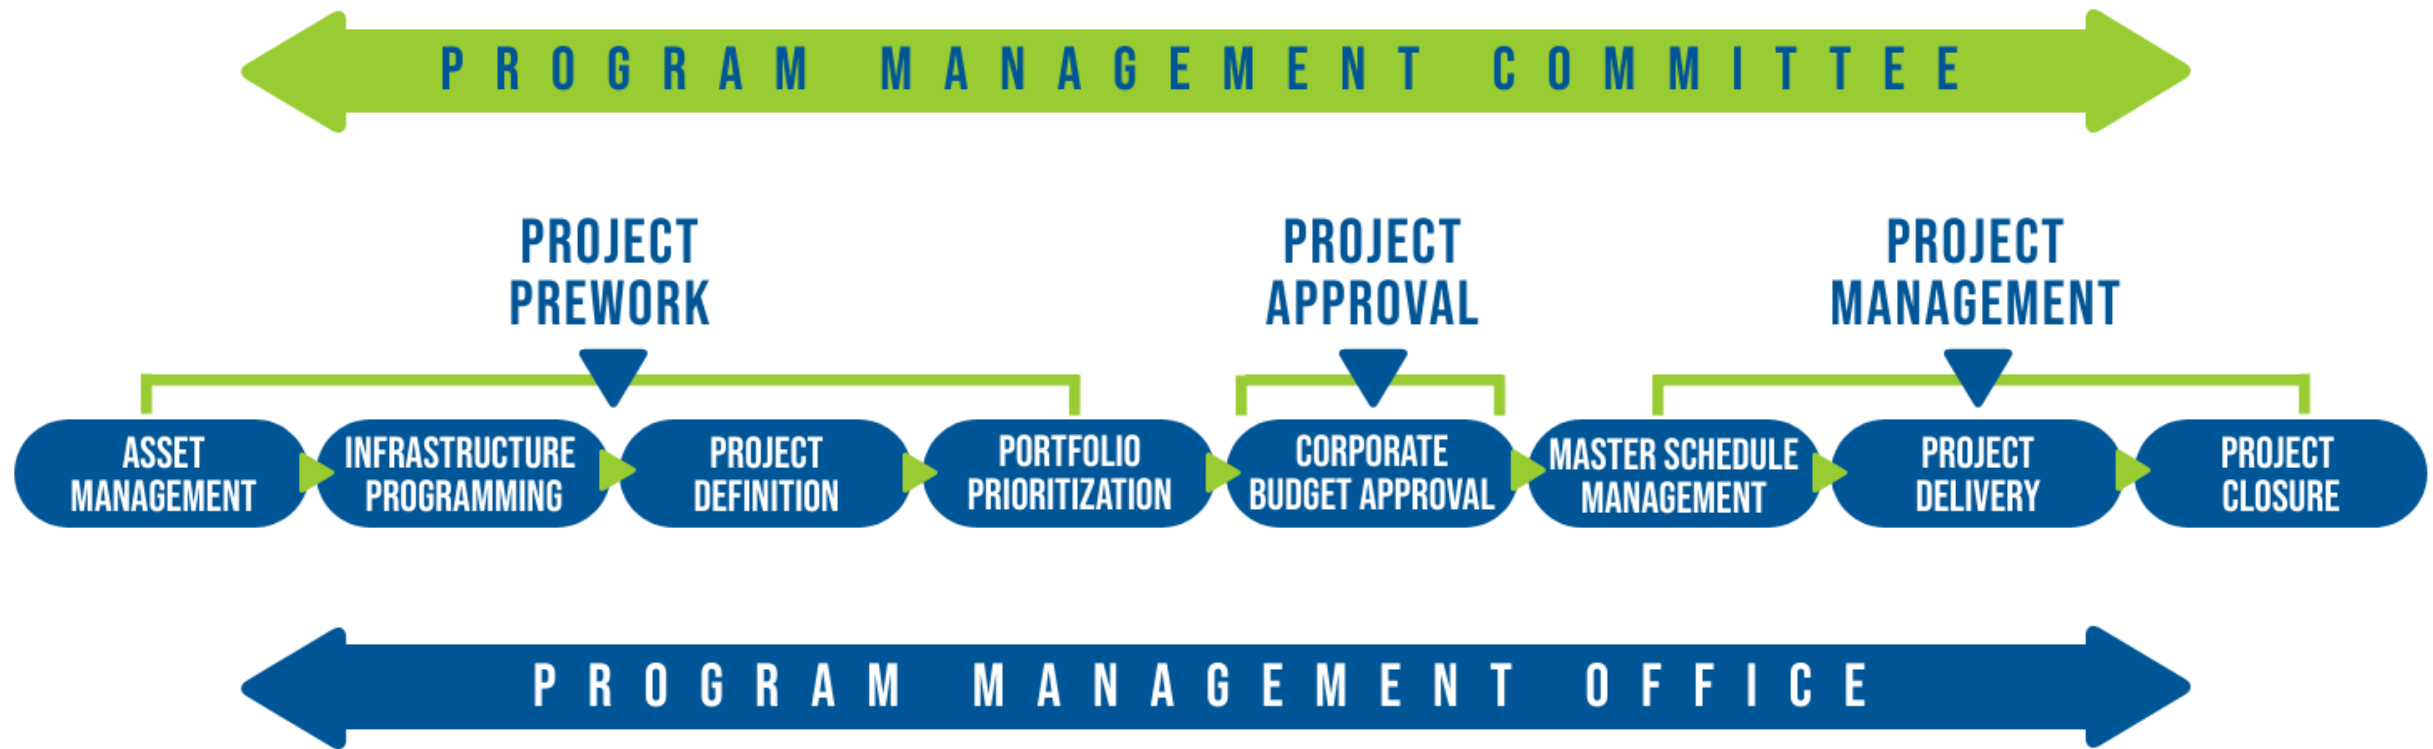 PROGRAM MANAGEMENT COMMITTEE
PROJECT
PREWORK
PROJECT
APPROVAL
PROJECT
MANAGEMENT
ASSET
MANAGEMENT
INFRASTRUCTURE
PROGRAMMING
PROJECT
DEFINITION
PORTFOLIO
PRIORITIZATION
CORPORATE
BUDGET APPROVAL
MASTER SCHEDULE
MANAGEMENT
PROJECT
DELIVERY
PROJECT
CLOSURE
PROGRAM MANAGEMENT OFFICE